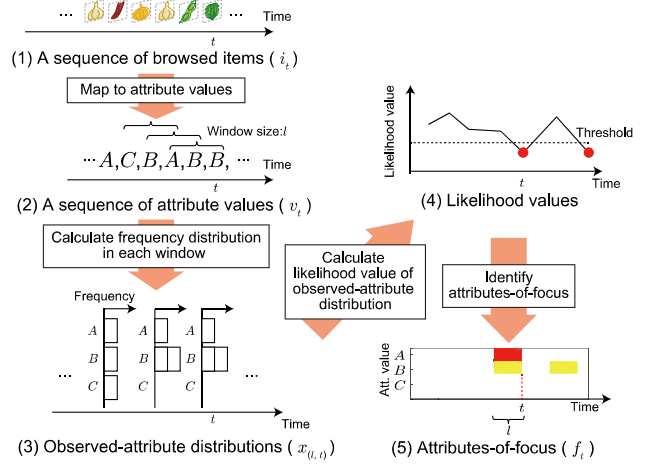 ... ... Time
t
(1) A sequence of browsed items ( i_t )
Map to attribute values
Window size: l
... A, C, B, A, B, B, ... Time
t
(2) A sequence of attribute values ( v_t )
Calculate frequency distribution
in each window
Frequency
A A A
B B B
... C C C ...
t Time
(3) Observed-attribute distributions ( x_(l, t) )
Calculate
likelihood value of
observed-attribute
distribution
Likelihood value
Threshold
t Time
(4) Likelihood values
Identify
attributes-of-focus
Att. value
A
B
C
t Time
l
(5) Attributes-of-focus ( f_t )